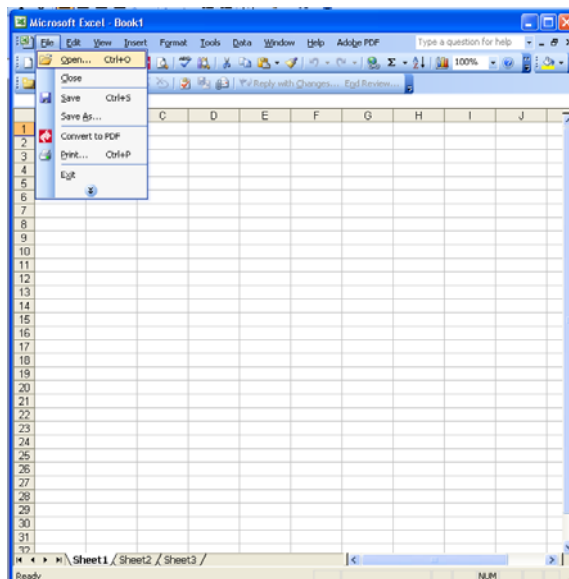 Microsoft Excel - Book1
File Edit View Insert Format Tools Data Window Help Adobe PDF Type a question for help
Open... Ctrl+O
100%
Close
Reply with Changes... End Review...
Save Ctrl+S
Save As...
Convert to PDF
Print... Ctrl+P
Exit
C D E F G H I J
1
2
3
4
5
6
7
8
9
10
11
12
13
14
15
16
17
18
19
20
21
22
23
24
25
26
27
28
29
30
31
32
Sheet1 / Sheet2 / Sheet3 /
Ready NUM